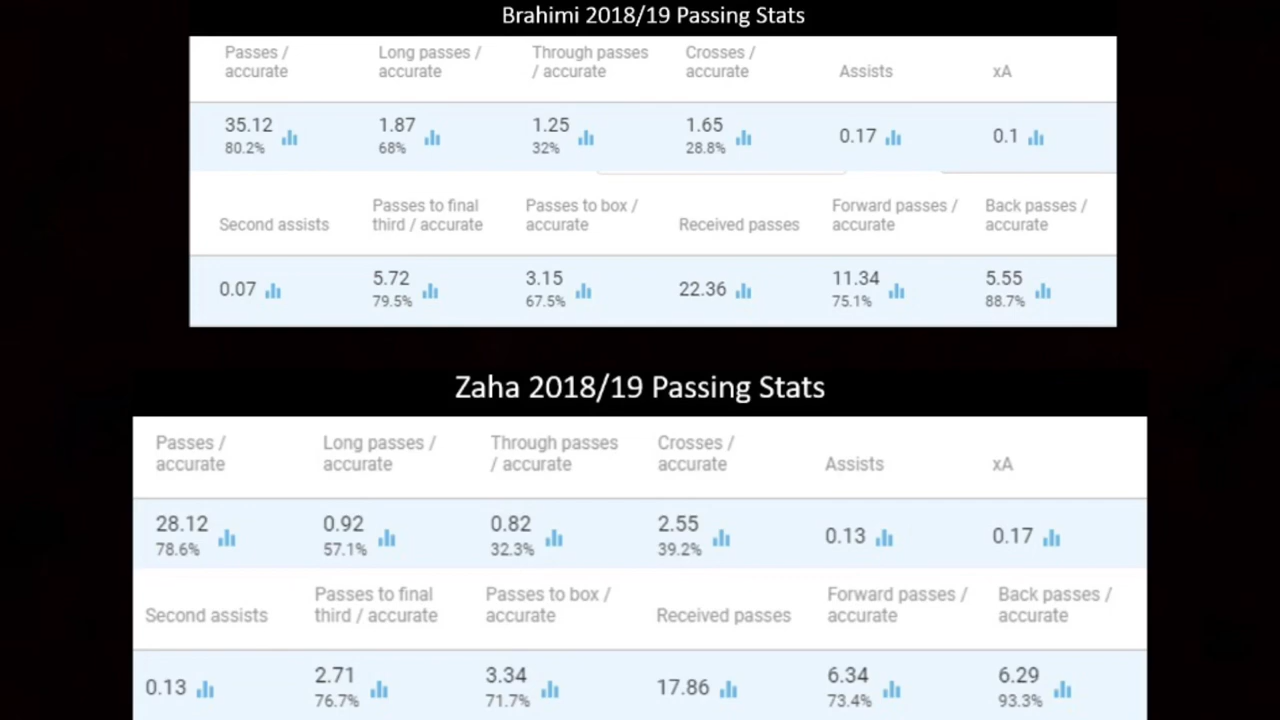 Brahimi 2018/19 Passing Stats
Passes / Long passes / Through passes Crosses /
accurate accurate / accurate accurate Assists xA
35.12 1.87 1.25 1.65 0.17 0.1
80.2% 68% 32% 28.8%
Passes to final Passes to box / Forward passes / Back passes /
Second assists third / accurate accurate Received passes accurate accurate
0.07 5.72 3.15 22.36 11.34 5.55
79.5% 67.5% 75.1% 88.7%
Zaha 2018/19 Passing Stats
Passes / Long passes / Through passes Crosses /
accurate accurate / accurate accurate Assists xA
28.12 0.92 0.82 2.55 0.13 0.17
78.6% 57.1% 32.3% 39.2%
Passes to final Passes to box / Forward passes / Back passes /
Second assists third / accurate accurate Received passes accurate accurate
0.13 2.71 3.34 17.86 6.34 6.29
76.7% 71.7% 73.4% 93.3%